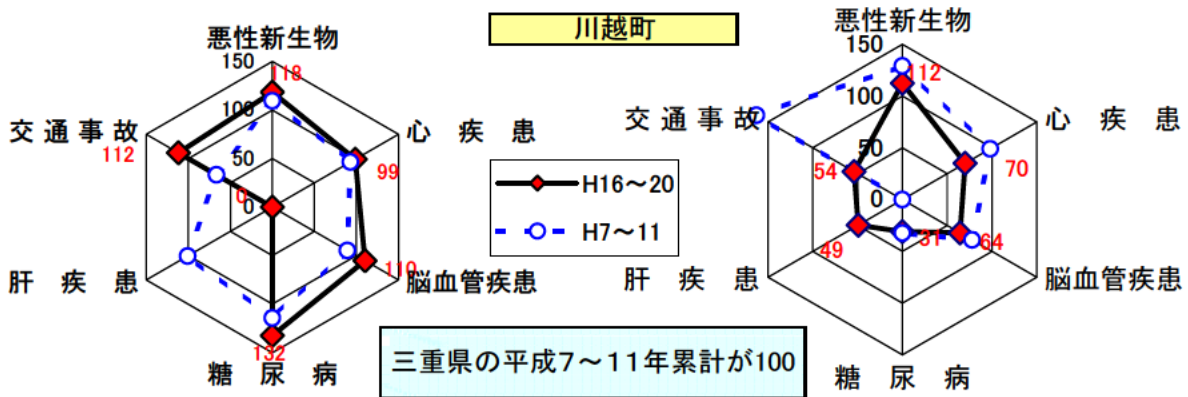 川越町
悪性新生物
150
118
100
50
0
0
心 疾 患
99
脳血管疾患
110
糖 尿 病
132
肝 疾 患
交通事故
112
H16～20
H7～11
悪性新生物
150
112
100
50
0
心 疾 患
70
脳血管疾患
64
糖 尿 病
31
肝 疾 患
49
交通事故
54
三重県の平成7～11年累計が100